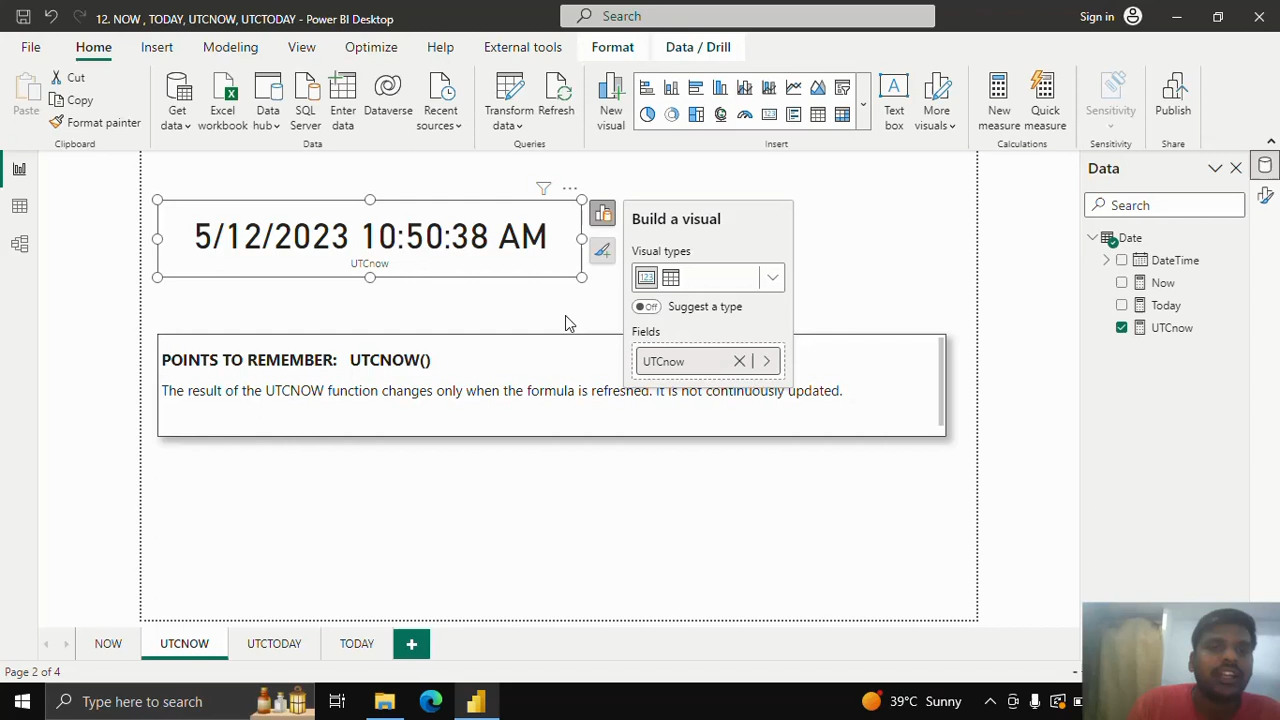 12. NOW , TODAY, UTCNOW, UTCTODAY - Power BI Desktop
Search
Sign in
File
Home
Insert
Modeling
View
Optimize
Help
External tools
Format
Data / Drill
Paste
Cut
Copy
Format painter
Clipboard
Get data
Excel workbook
Data hub
SQL Server
Enter data
Dataverse
Recent sources
Data
Transform data
Refresh
Queries
New visual
Text box
More visuals
Insert
New measure
Quick measure
Calculations
Sensitivity
Sensitivity
Publish
Share
5/12/2023 10:50:38 AM
UTCnow
Build a visual
Visual types
123
Off
Suggest a type
Fields
UTCnow
POINTS TO REMEMBER: UTCNOW()
The result of the UTCNOW function changes only when the formula is refreshed. It is not continuously updated.
Data
Search
Date
DateTime
Now
Today
UTCnow
NOW
UTCNOW
UTCTODAY
TODAY
Page 2 of 4
Type here to search
39°C Sunny